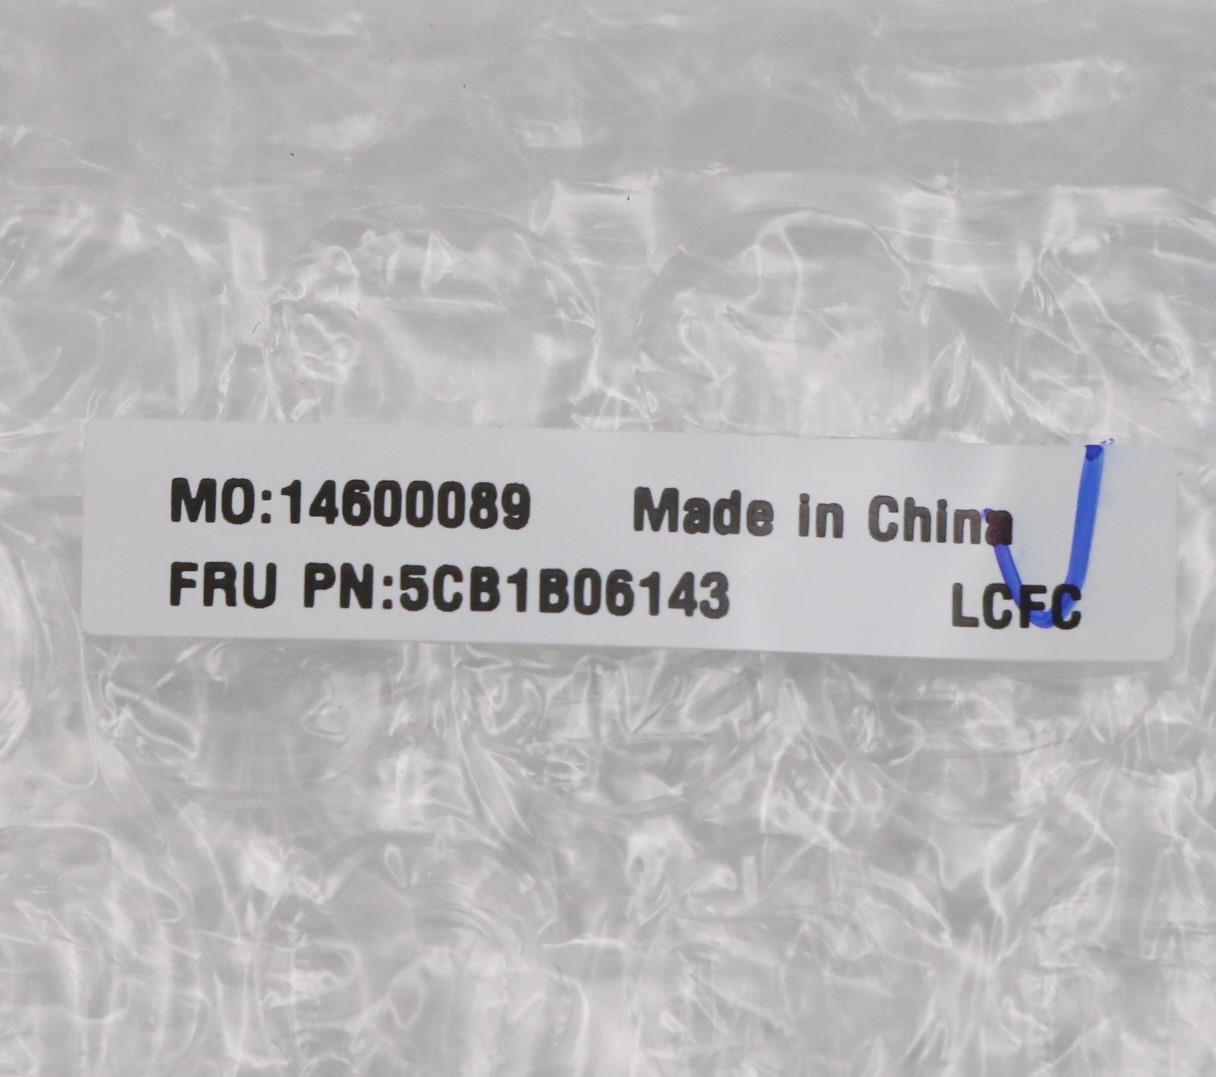 MO:14600089 Made in China
FRU PN:5CB1B06143 LCFC